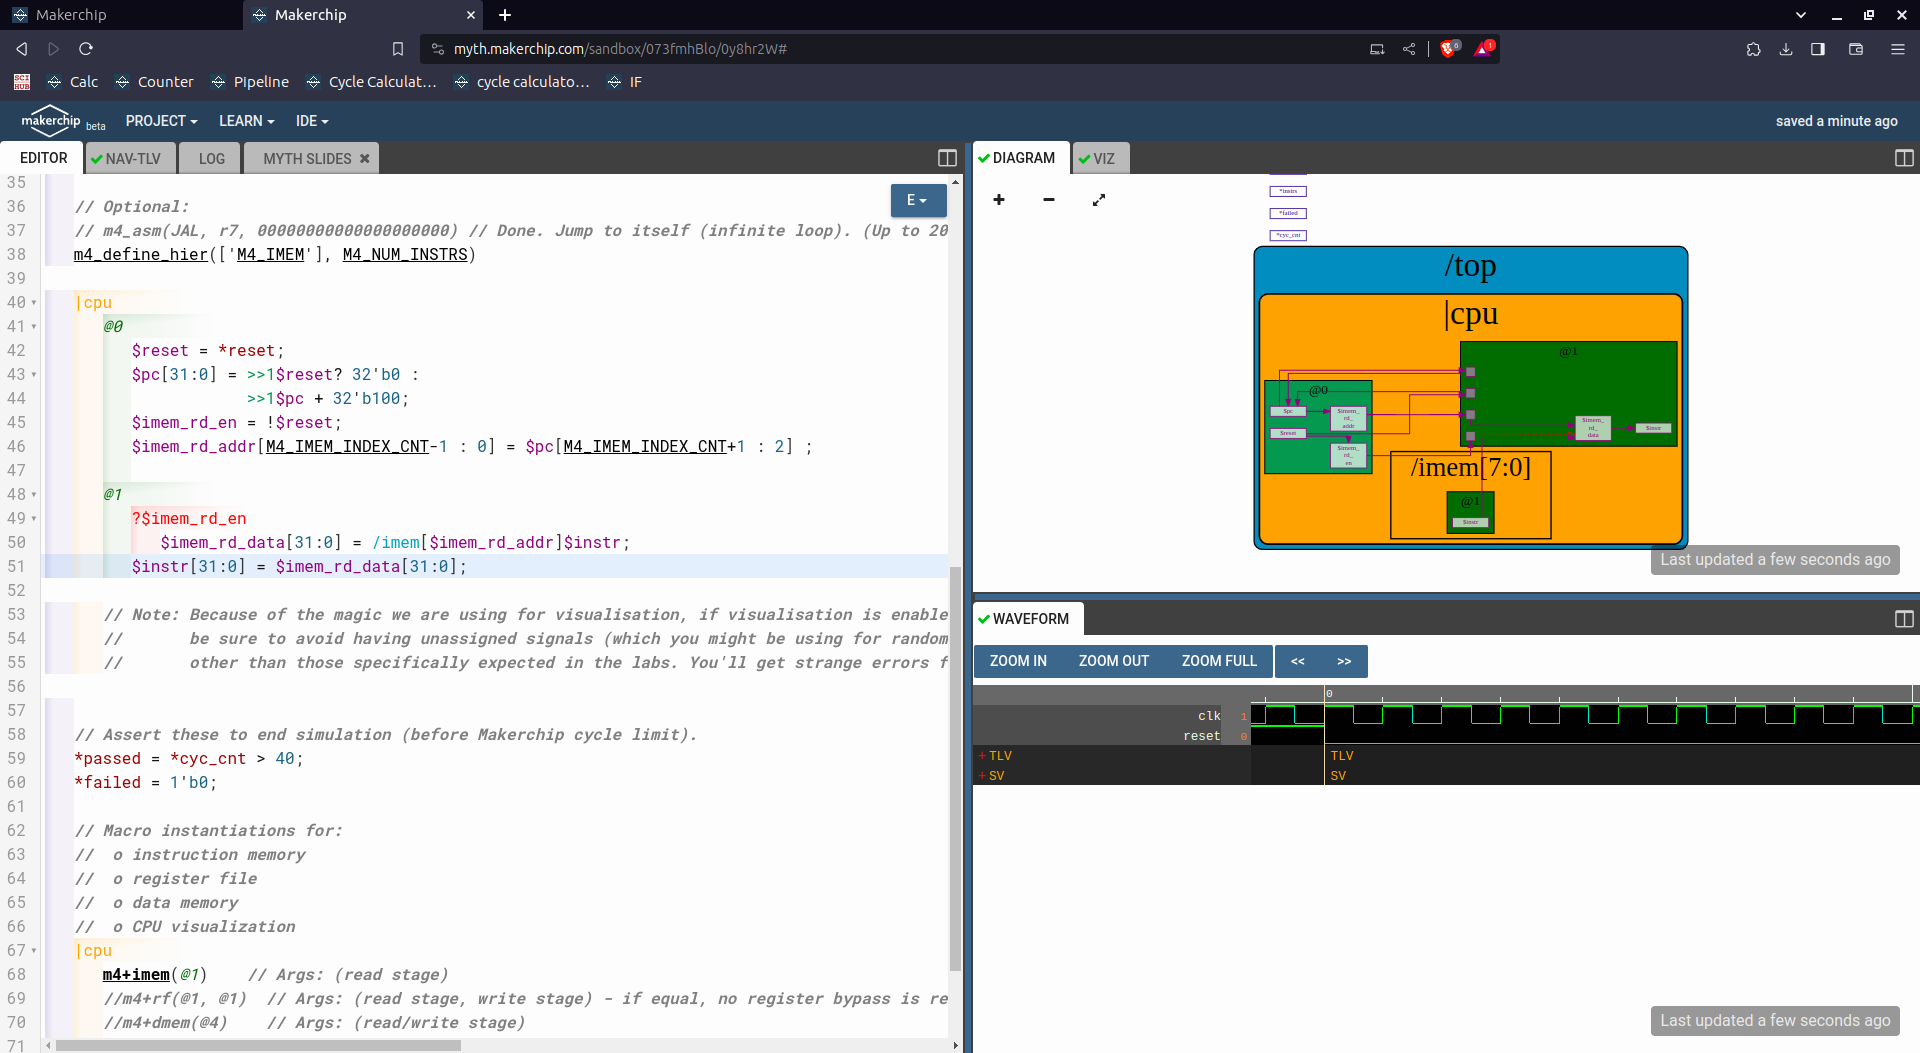 Makerchip
Makerchip
myth.makerchip.com/sandbox/073fmhBlo/0y8hr2W#
6
1
SCI HUB
Calc
Counter
Pipeline
Cycle Calculat...
cycle calculato...
IF
makerchip beta
PROJECT
LEARN
IDE
saved a minute ago
EDITOR
NAV-TLV
LOG
MYTH SLIDES
E
35
36 // Optional:
37 // m4_asm(JAL, r7, 00000000000000000000) // Done. Jump to itself (infinite loop). (Up to 20
38 m4_define_hier(['M4_IMEM'], M4_NUM_INSTRS)
39
40 |cpu
41 @0
42 $reset = *reset;
43 $pc[31:0] = >>1$reset? 32'b0 :
44 >>1$pc + 32'b100;
45 $imem_rd_en = !$reset;
46 $imem_rd_addr[M4_IMEM_INDEX_CNT-1 : 0] = $pc[M4_IMEM_INDEX_CNT+1 : 2] ;
47
48 @1
49 ?$imem_rd_en
50 $imem_rd_data[31:0] = /imem[$imem_rd_addr]$instr;
51 $instr[31:0] = $imem_rd_data[31:0];
52
53 // Note: Because of the magic we are using for visualisation, if visualisation is enable
54 // be sure to avoid having unassigned signals (which you might be using for random
55 // other than those specifically expected in the labs. You'll get strange errors f
56
57
58 // Assert these to end simulation (before Makerchip cycle limit).
59 *passed = *cyc_cnt > 40;
60 *failed = 1'b0;
61
62 // Macro instantiations for:
63 // o instruction memory
64 // o register file
65 // o data memory
66 // o CPU visualization
67 |cpu
68 m4+imem(@1) // Args: (read stage)
69 //m4+rf(@1, @1) // Args: (read stage, write stage) - if equal, no register bypass is re
70 //m4+dmem(@4) // Args: (read/write stage)
71
DIAGRAM
VIZ
*instrs
*failed
*cyc_cnt
/top
|cpu
@1
@0
$pc
$imem_rd_addr
$reset
$imem_rd_en
$imem_rd_data
$instr
/imem[7:0]
@1
$instr
Last updated a few seconds ago
WAVEFORM
ZOOM IN
ZOOM OUT
ZOOM FULL
<<
>>
0
clk 1
reset 0
+TLV
TLV
+SV
SV
Last updated a few seconds ago